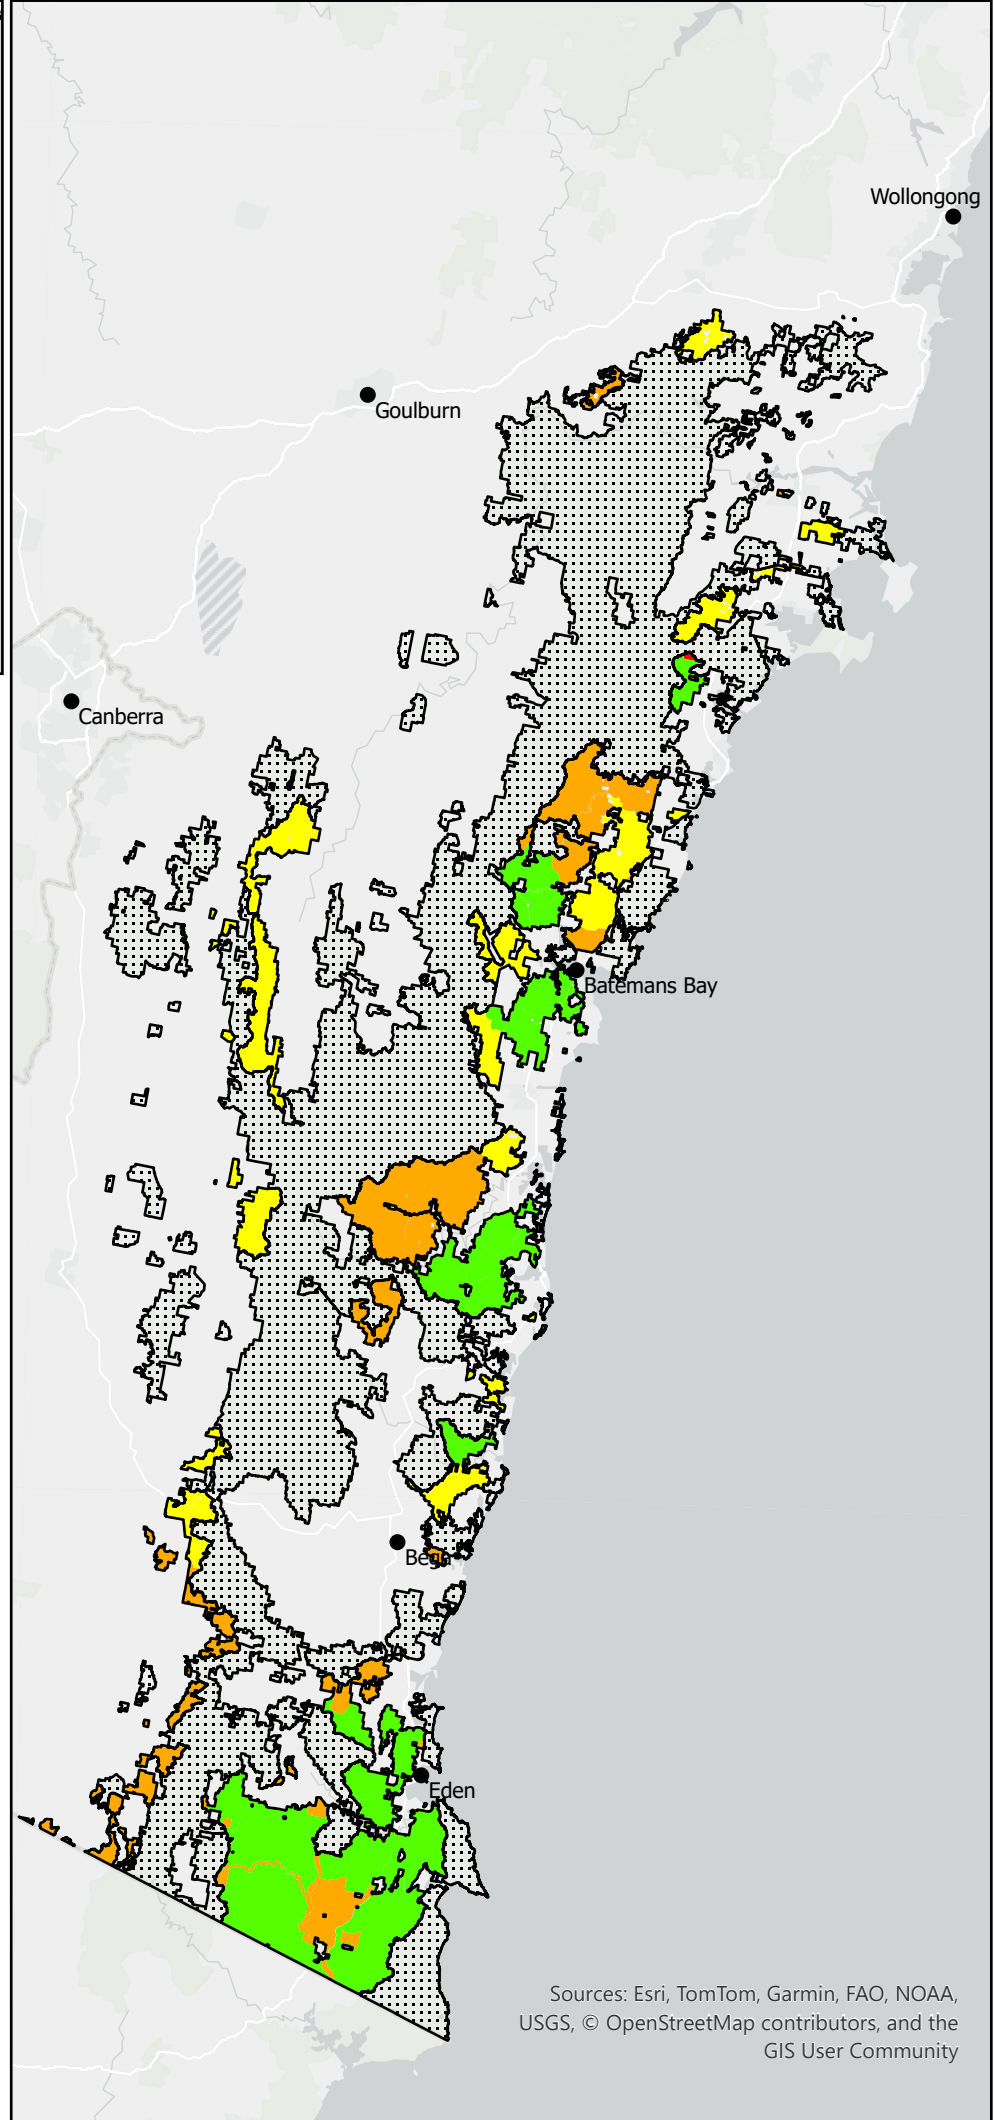 Wollongong
Goulburn
Canberra
Batemans Bay
Bega
Eden
Sources: Esri, TomTom, Garmin, FAO, NOAA,
USGS, © OpenStreetMap contributors, and the
GIS User Community